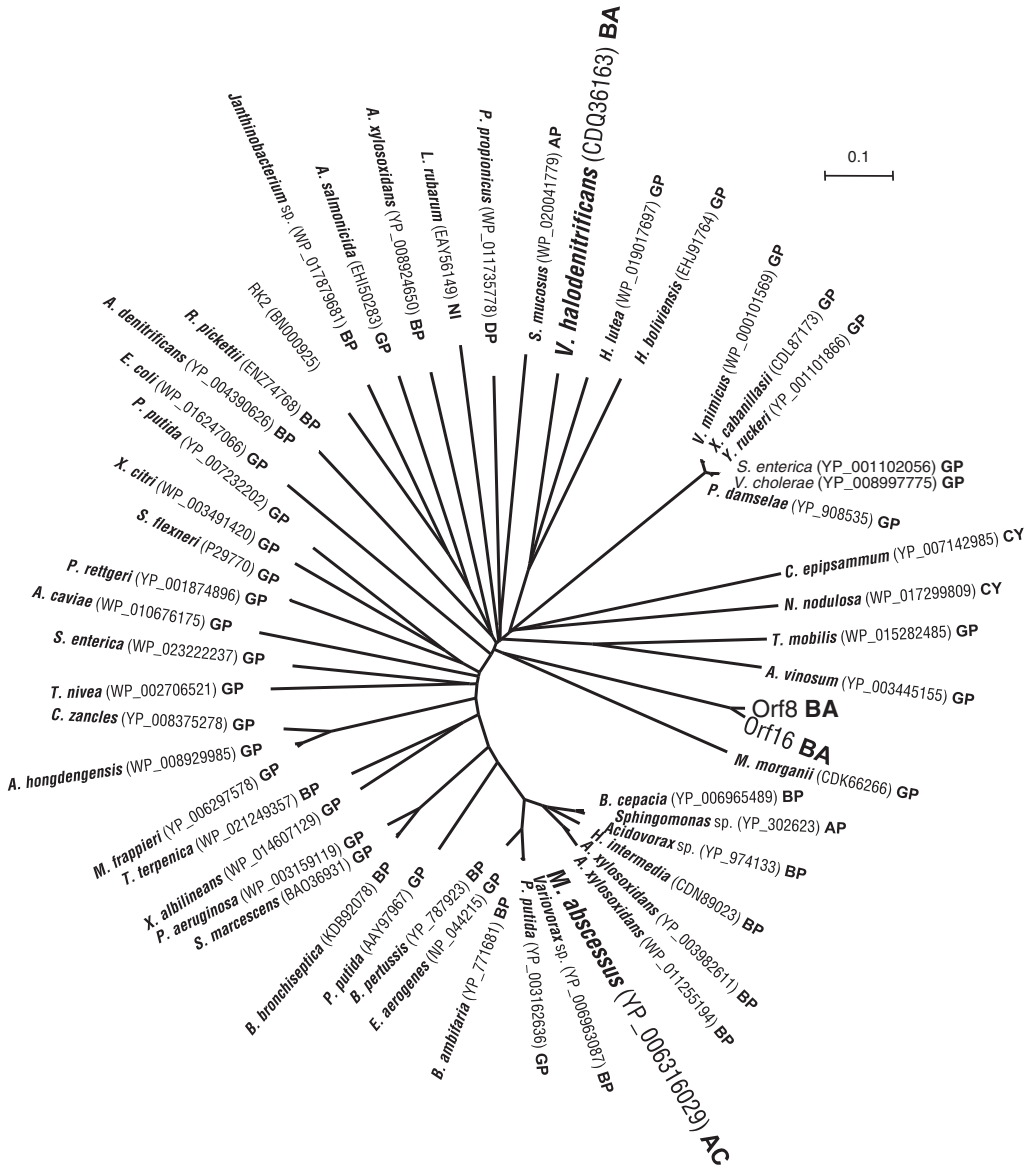 Janthinobacterium sp. (WP_017879681) BP
A. salmonicida (EHI50283) GP
A. xylosoxidans (YP_008924650) BP
L. rubarum (EAY56149) NI
P. propionicus (WP_011735778) DP
S. mucosus (WP_020041779) AP
V. halodenitrificans (CDQ36163) BA
H. lutea (WP_019017697) GP
H. boliviensis (EHJ91764) GP
0.1
V. mimicus (WP_000101569) GP
X. cabanillasii (CDL87173) GP
Y. ruckeri (YP_001101866) GP
S. enterica (YP_001102056) GP
V. cholerae (YP_008997775) GP
P. damselae (YP_908535) GP
C. epipsammum (YP_007142985) CY
N. nodulosa (WP_017299809) CY
T. mobilis (WP_015282485) GP
A. vinosum (YP_003445155) GP
Orf8 BA
Orf16 BA
M. morganii (CDK66266) GP
B. cepacia (YP_006965489) BP
Sphingomonas sp. (YP_302623) AP
Acidovorax sp. (YP_974133) BP
H. intermedia (CDN89023) BP
A. xylosoxidans (YP_003982611) BP
A. xylosoxidans (WP_011255194) BP
M. abscessus (YP_006316029) AC
Variovorax sp. (YP_006963087) BP
P. putida (YP_003162636) GP
B. ambifaria (YP_771681) BP
E. aerogenes (NP_044215) GP
B. pertussis (YP_787923) BP
P. putida (AAY97967) GP
B. bronchiseptica (KDB92078) BP
S. marcescens (BAO36931) GP
P. aeruginosa (WP_003159119) GP
X. albilineans (WP_014607129) GP
T. terpenica (WP_021249357) BP
M. frappieri (YP_006297578) GP
A. hongdengensis (WP_008929985) GP
C. zancles (YP_008375278) GP
T. nivea (WP_002706521) GP
S. enterica (WP_023222237) GP
A. caviae (WP_010676175) GP
P. rettgeri (YP_001874896) GP
S. flexneri (P29770) GP
X. citri (WP_003491420) GP
P. putida (YP_007232202) GP
E. coli (WP_016247066) GP
A. denitrificans (YP_004390626) BP
R. pickettii (ENZ74768) BP
RK2 (BN000925)